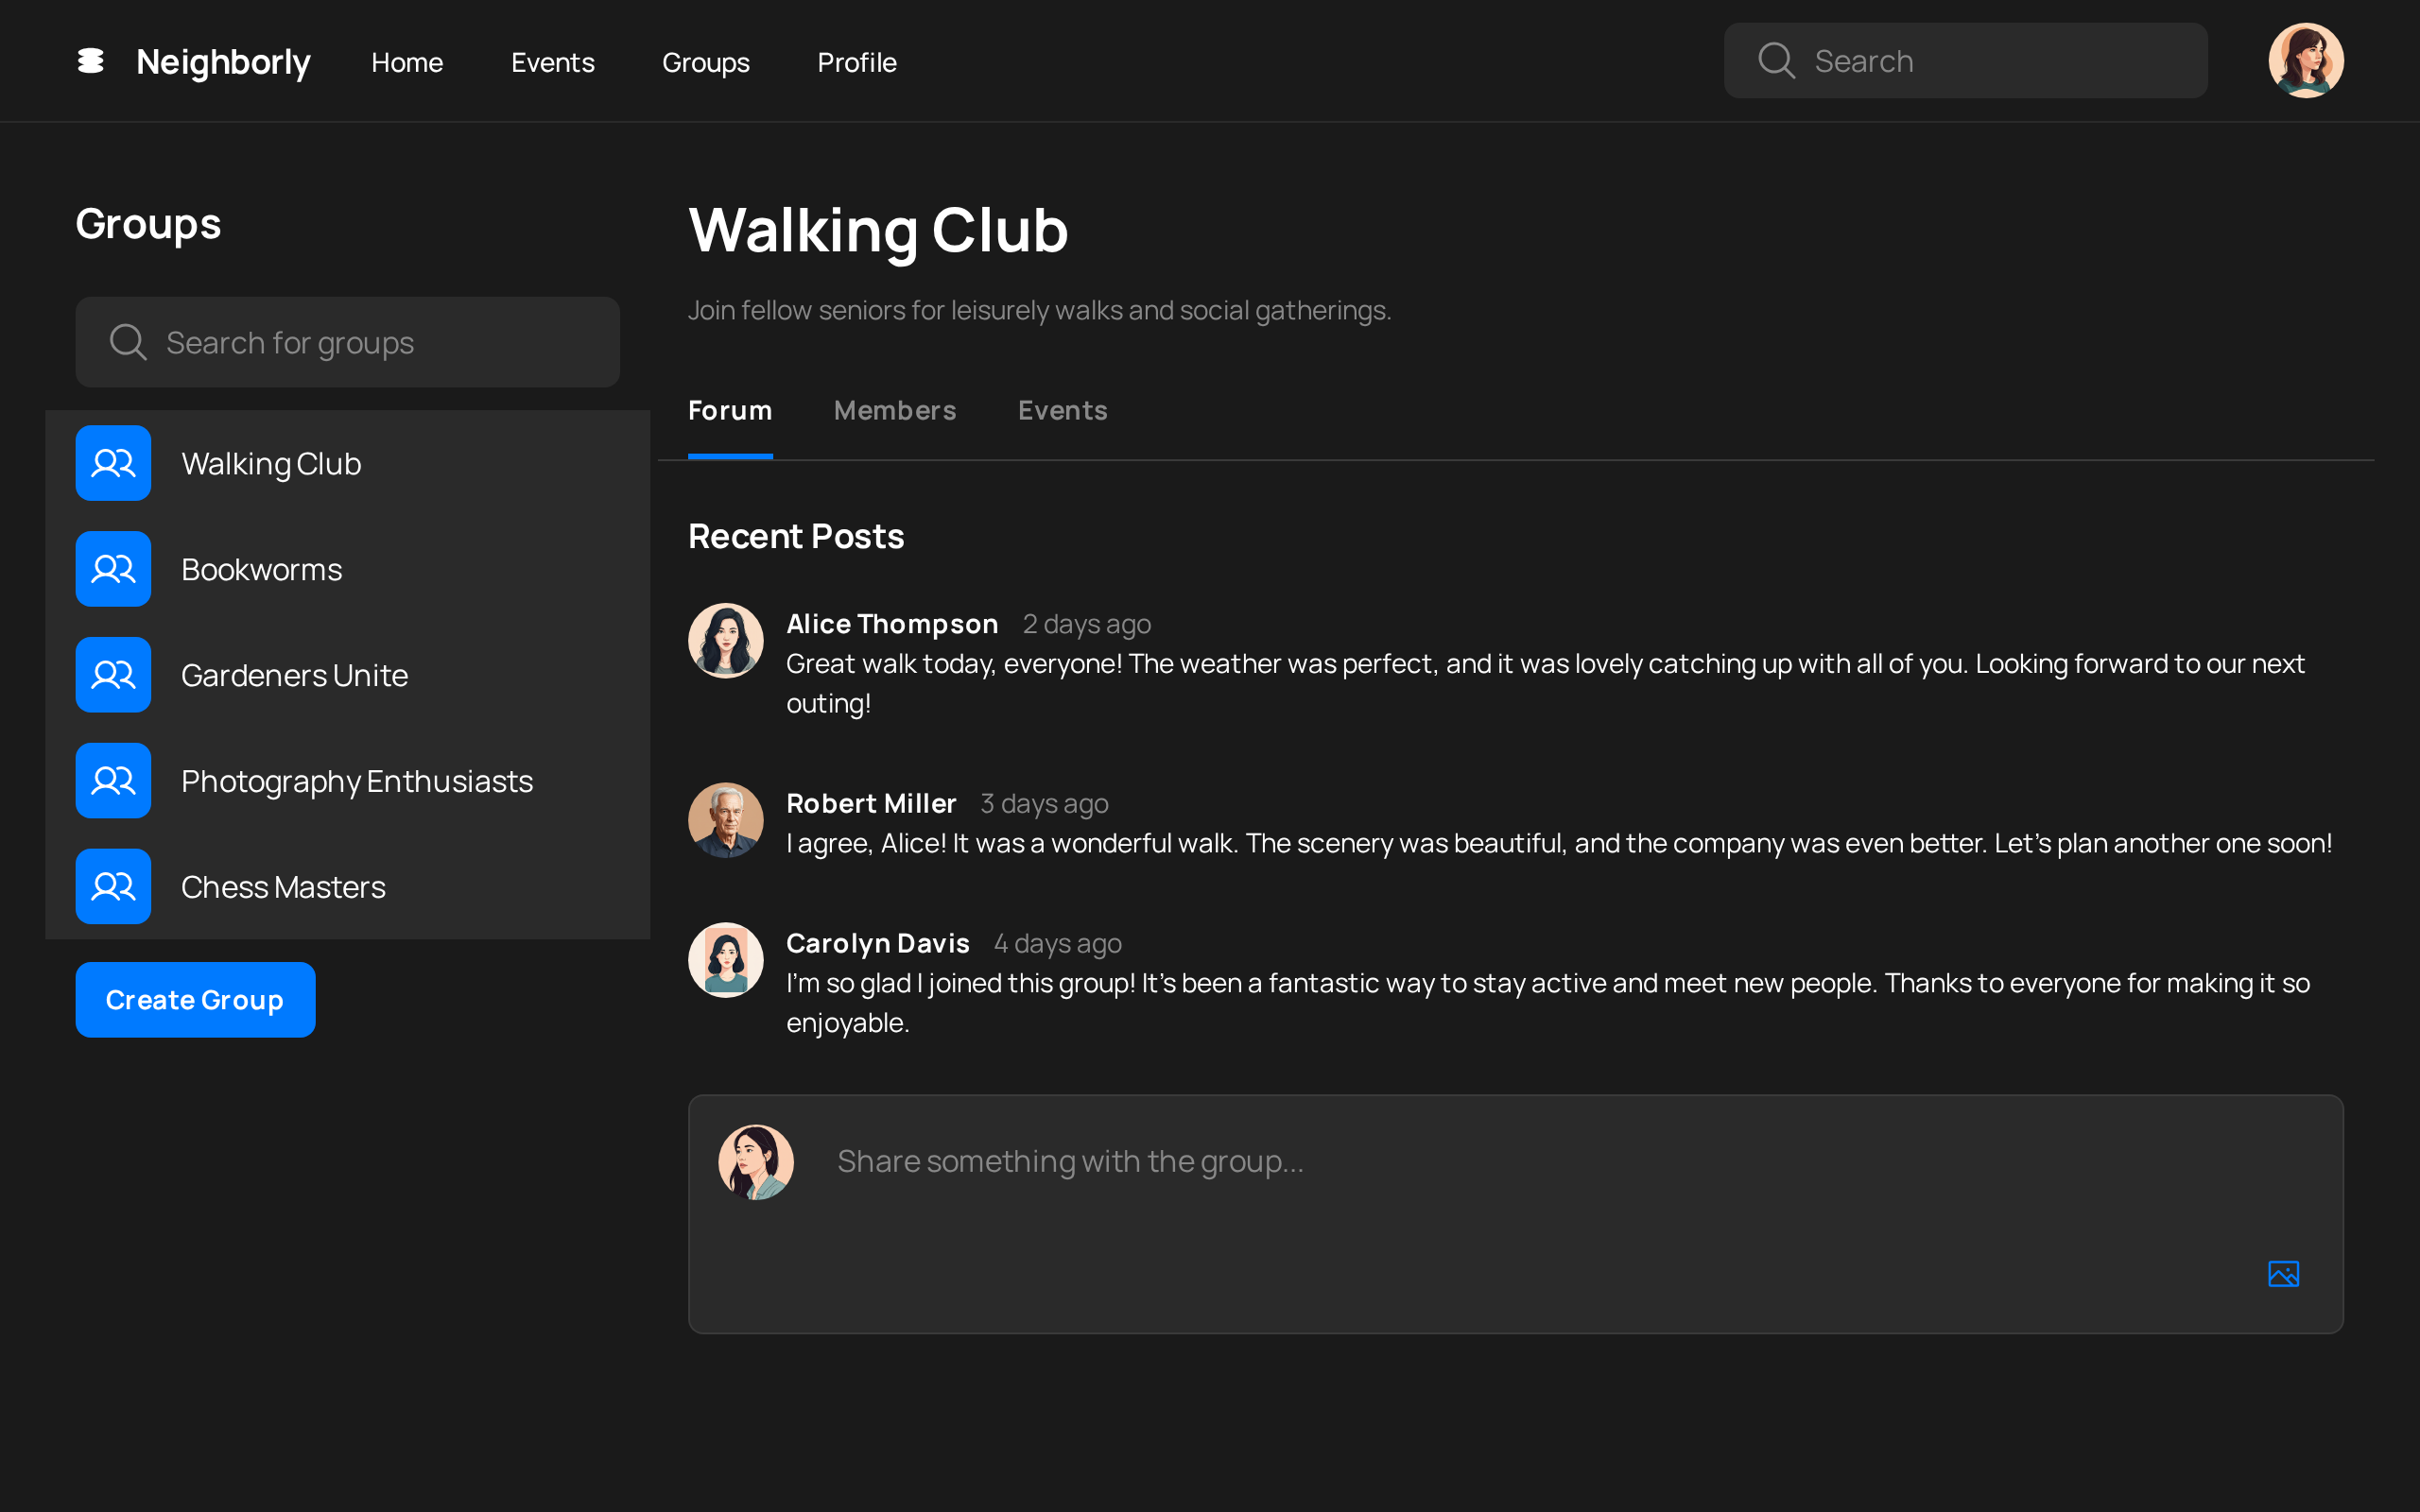 Neighborly
Home
Events
Groups
Profile
Search
Groups
Search for groups
Walking Club
Bookworms
Gardeners Unite
Photography Enthusiasts
Chess Masters
Create Group
Walking Club
Join fellow seniors for leisurely walks and social gatherings.
Forum
Members
Events
Recent Posts
Alice Thompson 2 days ago
Great walk today, everyone! The weather was perfect, and it was lovely catching up with all of you. Looking forward to our next
outing!
Robert Miller 3 days ago
I agree, Alice! It was a wonderful walk. The scenery was beautiful, and the company was even better. Let's plan another one soon!
Carolyn Davis 4 days ago
I'm so glad I joined this group! It's been a fantastic way to stay active and meet new people. Thanks to everyone for making it so
enjoyable.
Share something with the group...